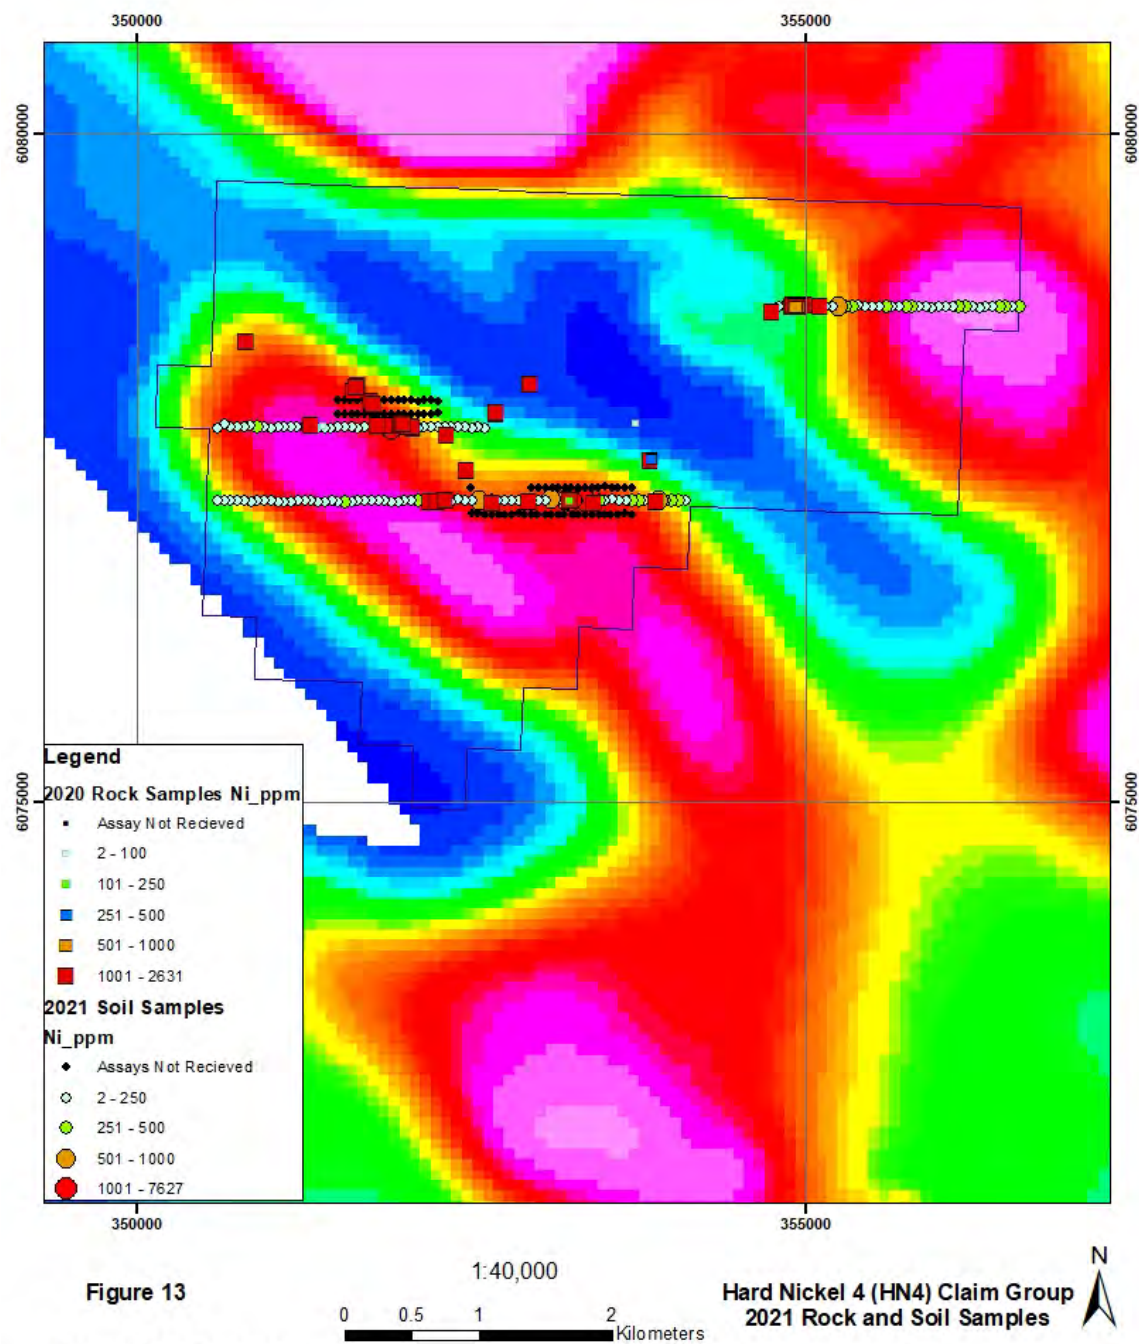 350000
355000
6080000
6080000
6075000
6075000
Legend
2020 Rock Samples Ni_ppm
Assay Not Recieved
2 - 100
101 - 250
251 - 500
501 - 1000
1001 - 2631
2021 Soil Samples
Ni_ppm
Assays Not Recieved
2 - 250
251 - 500
501 - 1000
1001 - 7627
350000
355000
Figure 13
1:40,000
0 0.5 1 2
Kilometers
Hard Nickel 4 (HN4) Claim Group
2021 Rock and Soil Samples
N